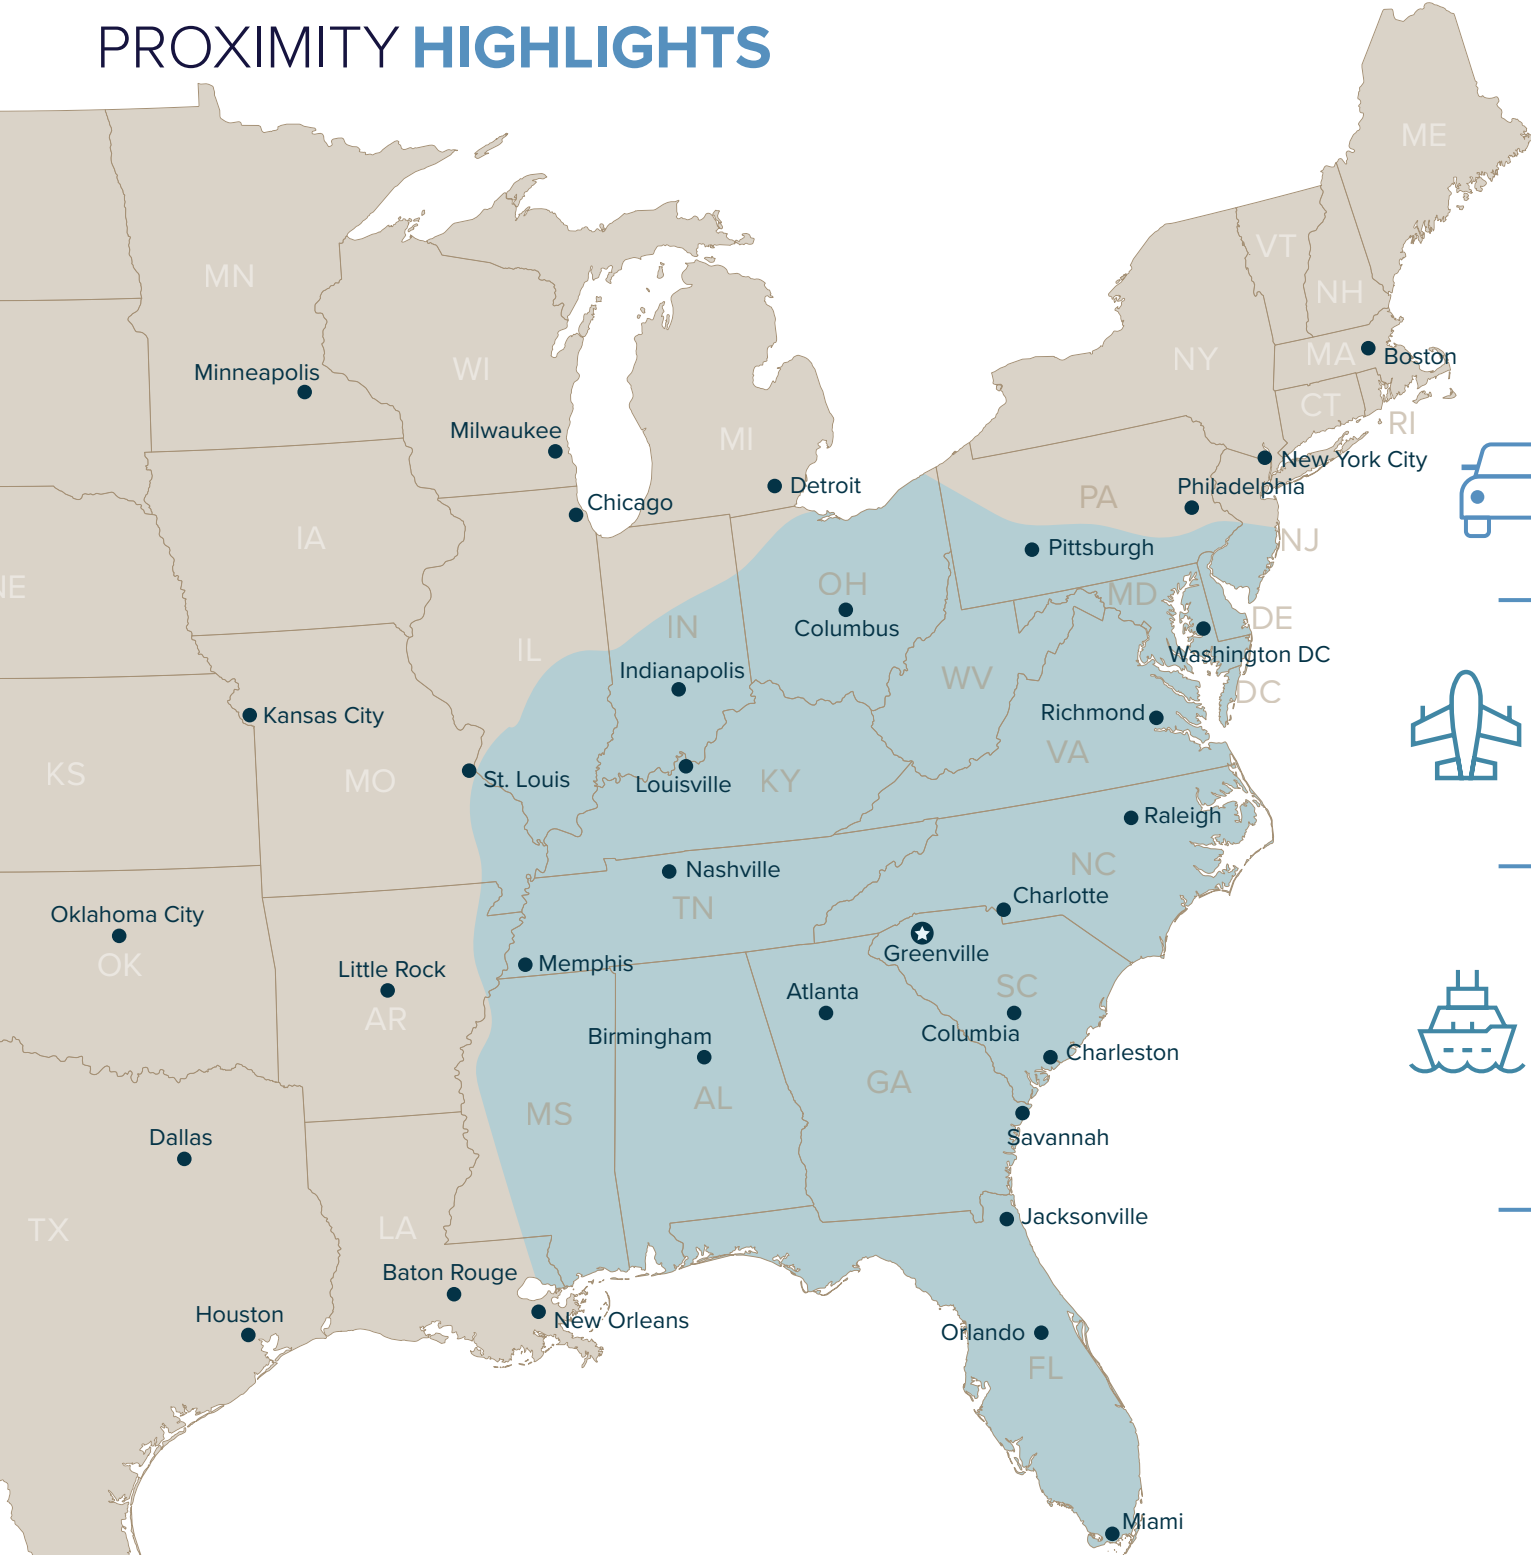 PROXIMITY HIGHLIGHTS
ME
VT
MN
NH
NY
MA
Boston
WI
Minneapolis
CT
RI
Milwaukee
MI
New York City
Detroit
Philadelphia
PA
Chicago
IA
NJ
Pittsburgh
NE
OH
MD
Columbus
DE
IN
IL
Washington DC
Indianapolis
WV
DC
Richmond
Kansas City
VA
KS
MO
St. Louis
Louisville
KY
Raleigh
NC
Nashville
Charlotte
TN
Oklahoma City
Greenville
OK
Little Rock
Memphis
SC
Atlanta
AR
Columbia
Birmingham
Charleston
GA
AL
MS
Dallas
Savannah
Jacksonville
TX
LA
Baton Rouge
Houston
New Orleans
Orlando
FL
Miami